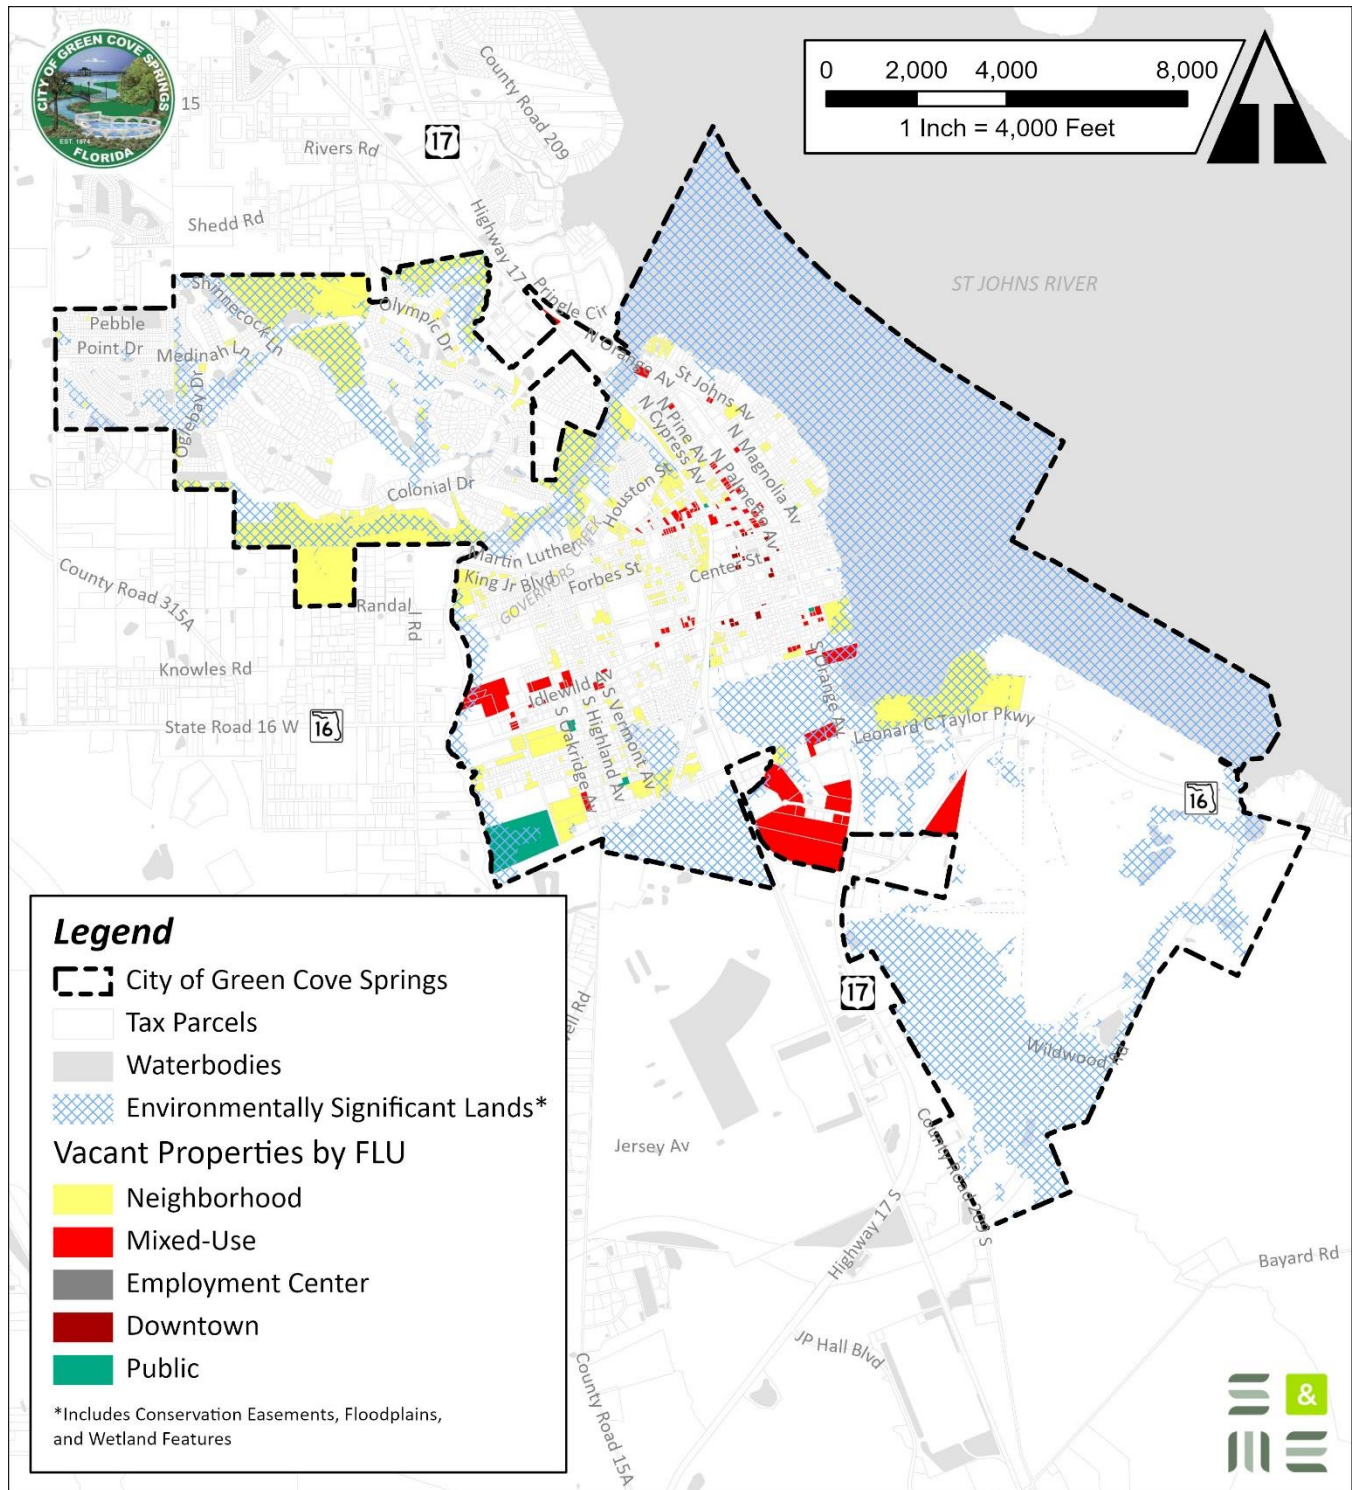 CITY OF GREEN COVE SPRINGS
EST. 1874
FLORIDA
0 2,000 4,000 8,000
1 Inch = 4,000 Feet
15
County Road 209
17
Rivers Rd
Shedd Rd
Highway 17
ST JOHNS RIVER
Pringle Cir
Shinnecock Ln
Olympic Dr
Pebble
Point Dr
Medinah Ln
N Orange Av
St Johns Av
Oglebay Dr
N Pine Av
N Cypress Av
N Magnolia Av
N Palmetto Av
Houston St
Colonial Dr
Martin Luther
King Jr Blvd
GOVERNORS CREEK
Forbes St
Center St
County Road 315A
Randal
l Rd
Knowles Rd
Idlewild Av
S Orange Av
State Road 16 W
16
S Oakridge Av
S Highland Av
S Vermont Av
Leonard C Taylor Pkwy
16
Legend
City of Green Cove Springs
Tax Parcels
Waterbodies
Environmentally Significant Lands*
Vacant Properties by FLU
Neighborhood
Mixed-Use
Employment Center
Downtown
Public
*Includes Conservation Easements, Floodplains,
and Wetland Features
17
Wildwood Rd
Jersey Av
Highway 17 S
Bayard Rd
JP Hall Blvd
County Road 15A
S&
ME